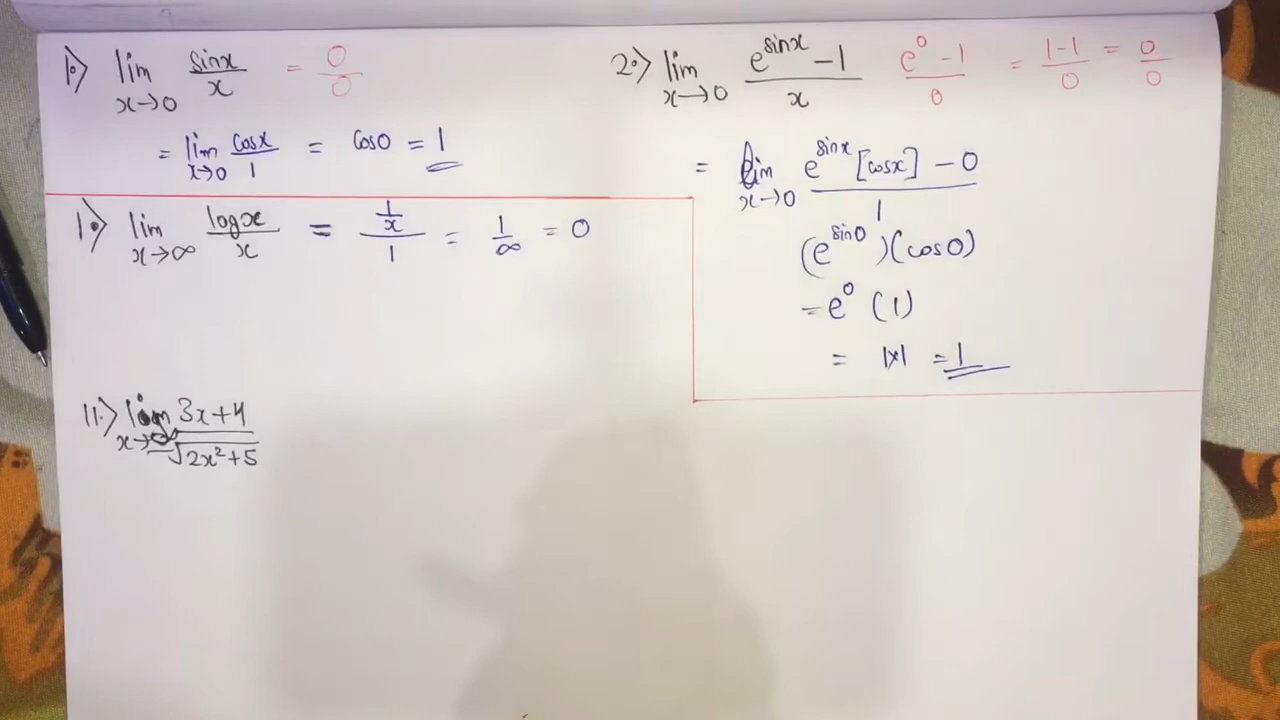 1.) lim x→0 sinx/x = 0/0
= lim x→0 cosx/1 = cos0 = 1
2.) lim x→0 (e^sinx −1)/x (e^0 −1)/0 = (1−1)/0 = 0/0
= lim x→0 (e^sinx [cosx] − 0)/1
(e^sin0)(cos0)
= e^0 (1)
= 1×1 = 1
1.) lim x→∞ logx/x = (1/x)/1 = 1/∞ = 0
11.) lim x→∞ (3x+4)/√(2x²+5)